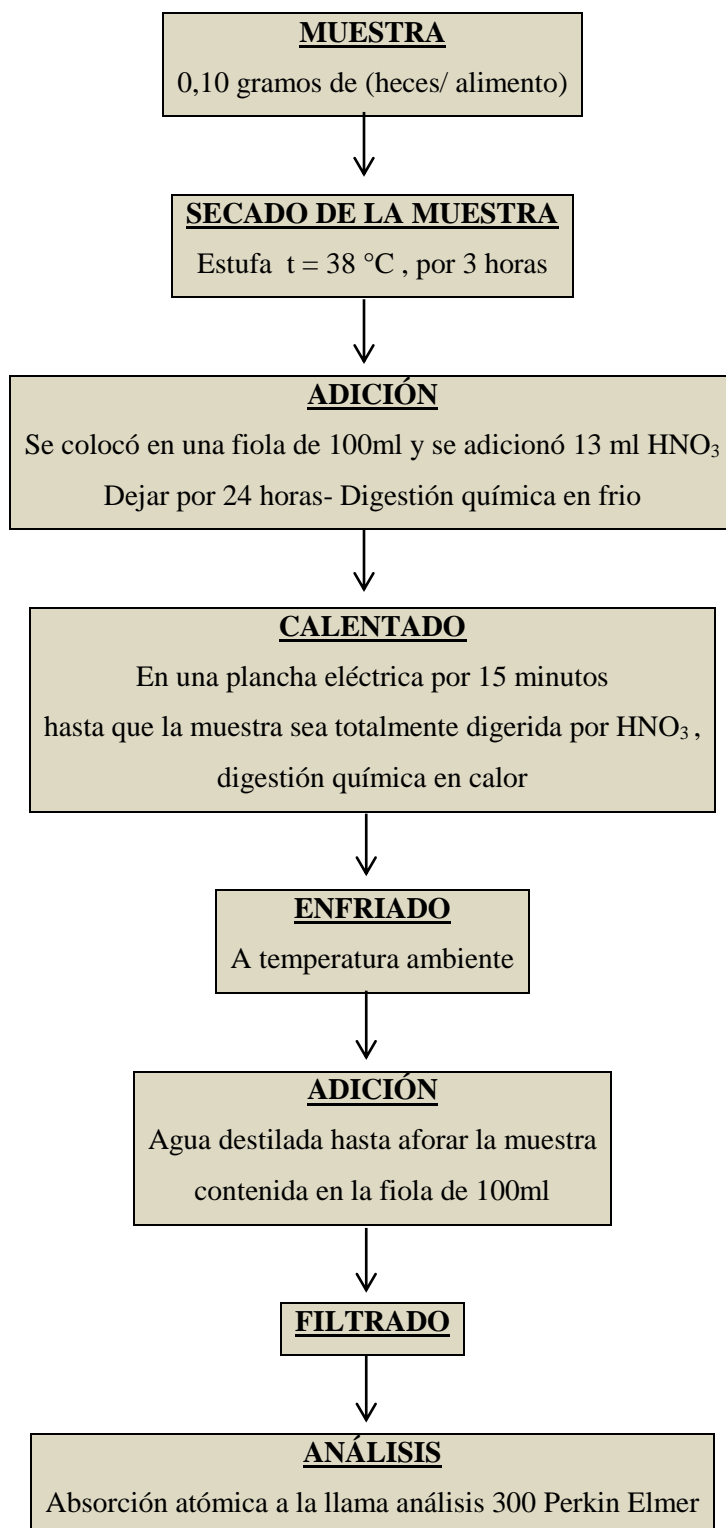 MUESTRA
0,10 gramos de (heces/ alimento)
SECADO DE LA MUESTRA
Estufa t = 38 °C , por 3 horas
ADICIÓN
Se colocó en una fiola de 100ml y se adicionó 13 ml HNO₃
Dejar por 24 horas- Digestión química en frio
CALENTADO
En una plancha eléctrica por 15 minutos
hasta que la muestra sea totalmente digerida por HNO₃ ,
digestión química en calor
ENFRIADO
A temperatura ambiente
ADICIÓN
Agua destilada hasta aforar la muestra
contenida en la fiola de 100ml
FILTRADO
ANÁLISIS
Absorción atómica a la llama análisis 300 Perkin Elmer